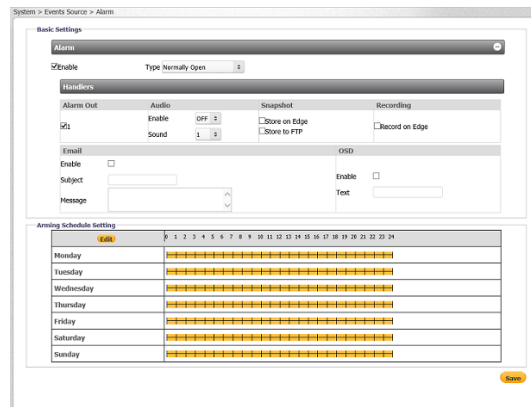 System > Events Source > Alarm
Basic Settings
Alarm
Enable Type Normally Open
Handlers
Alarm Out Audio Snapshot Recording
1 Enable OFF Store on Edge Record on Edge
Sound 1 Store to FTP
Email OSD
Enable
Subject Enable
Message Text
Arming Schedule Setting
Edit 0 1 2 3 4 5 6 7 8 9 10 11 12 13 14 15 16 17 18 19 20 21 22 23 24
Monday
Tuesday
Wednesday
Thursday
Friday
Saturday
Sunday
Save